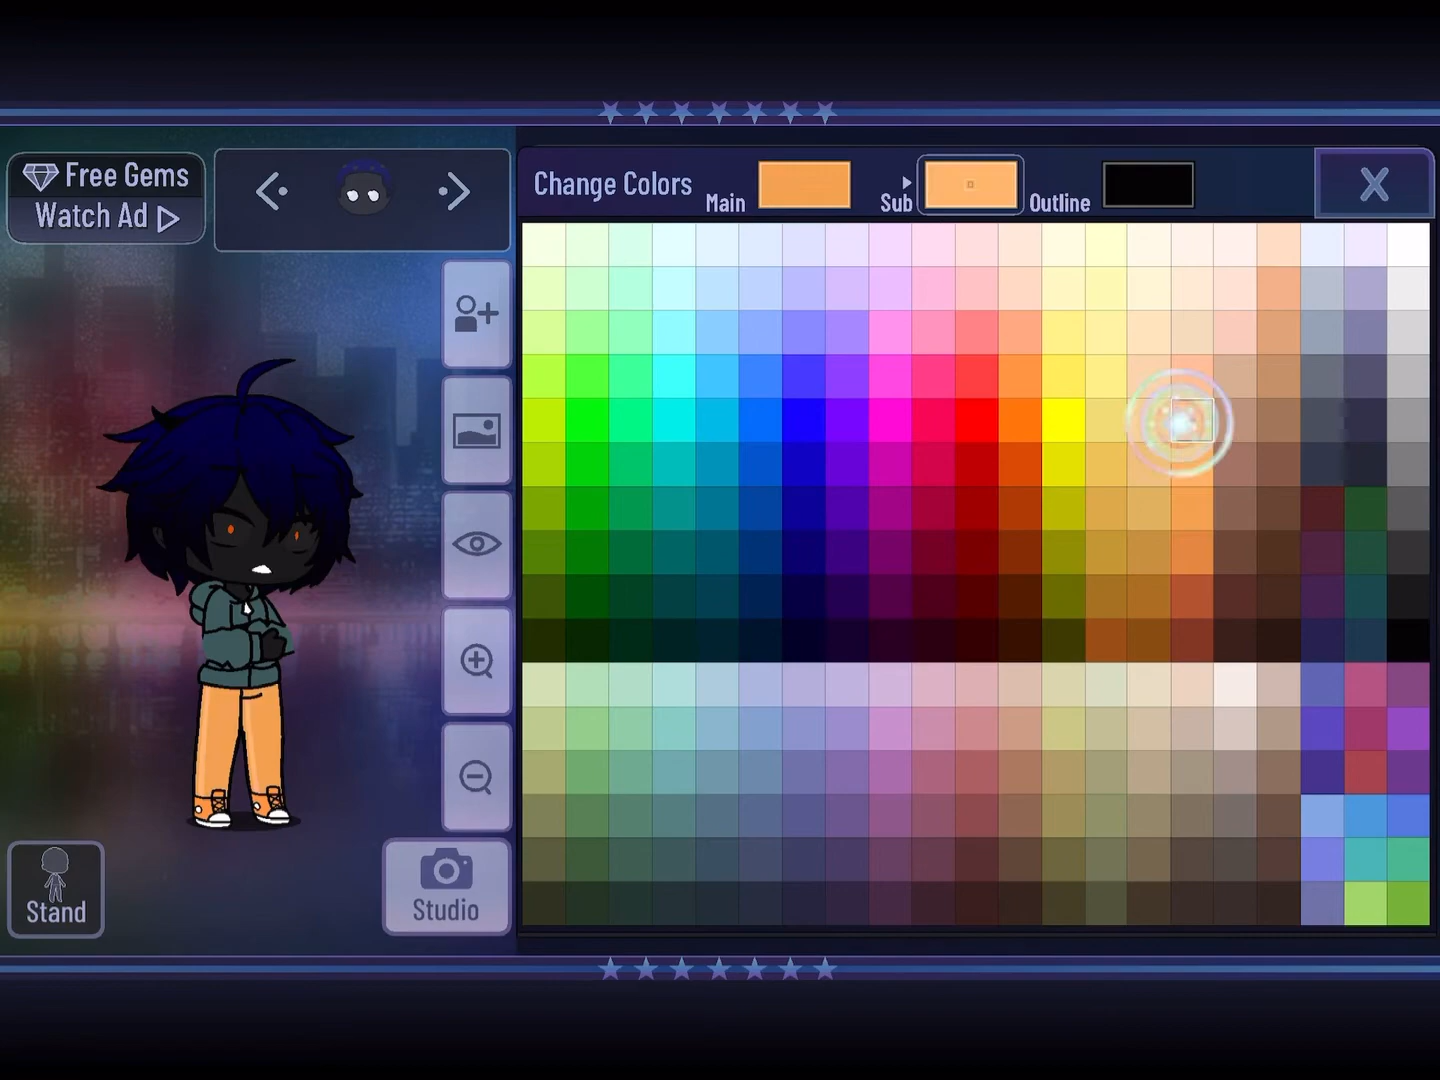 Free Gems
Watch Ad
Change Colors
Main
Sub
Outline
X
Stand
Studio